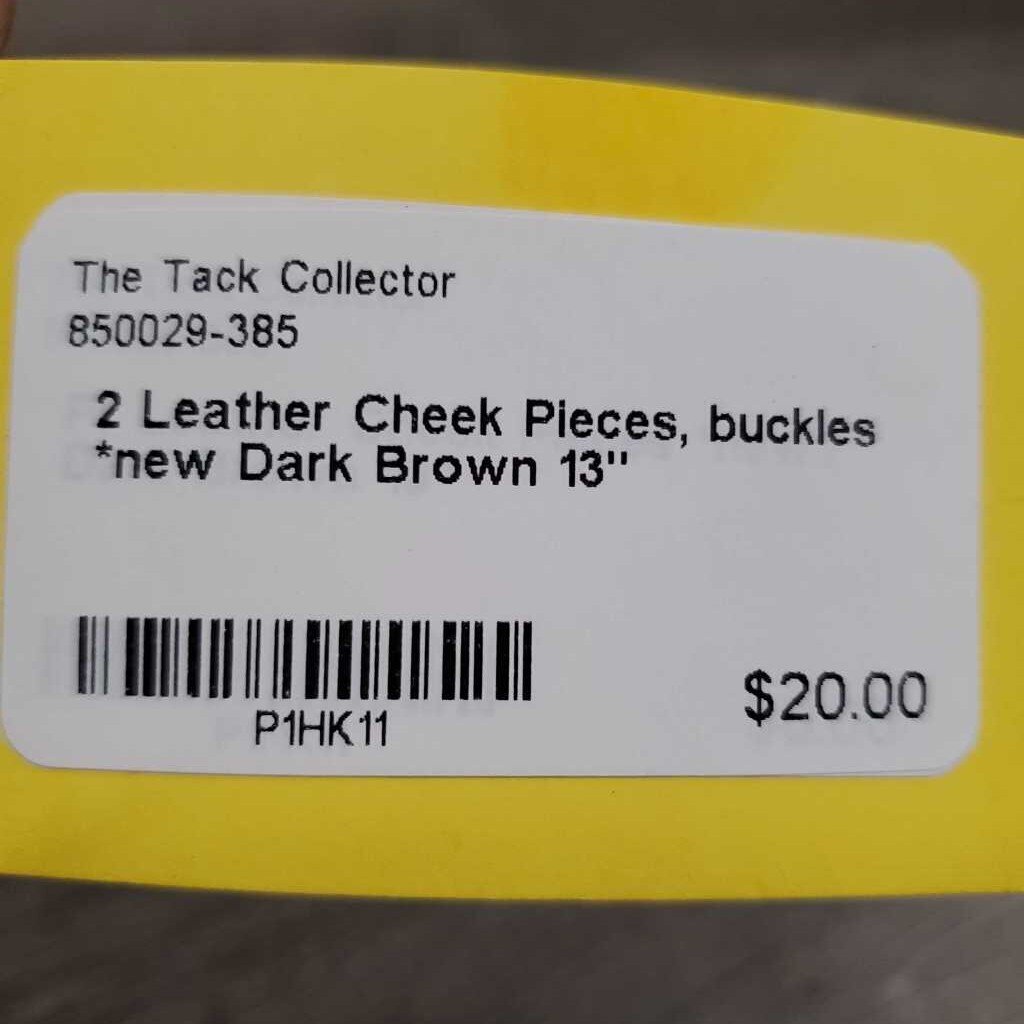 The Tack Collector
850029-385
2 Leather Cheek Pieces, buckles
*new Dark Brown 13"
P1HK11
$20.00